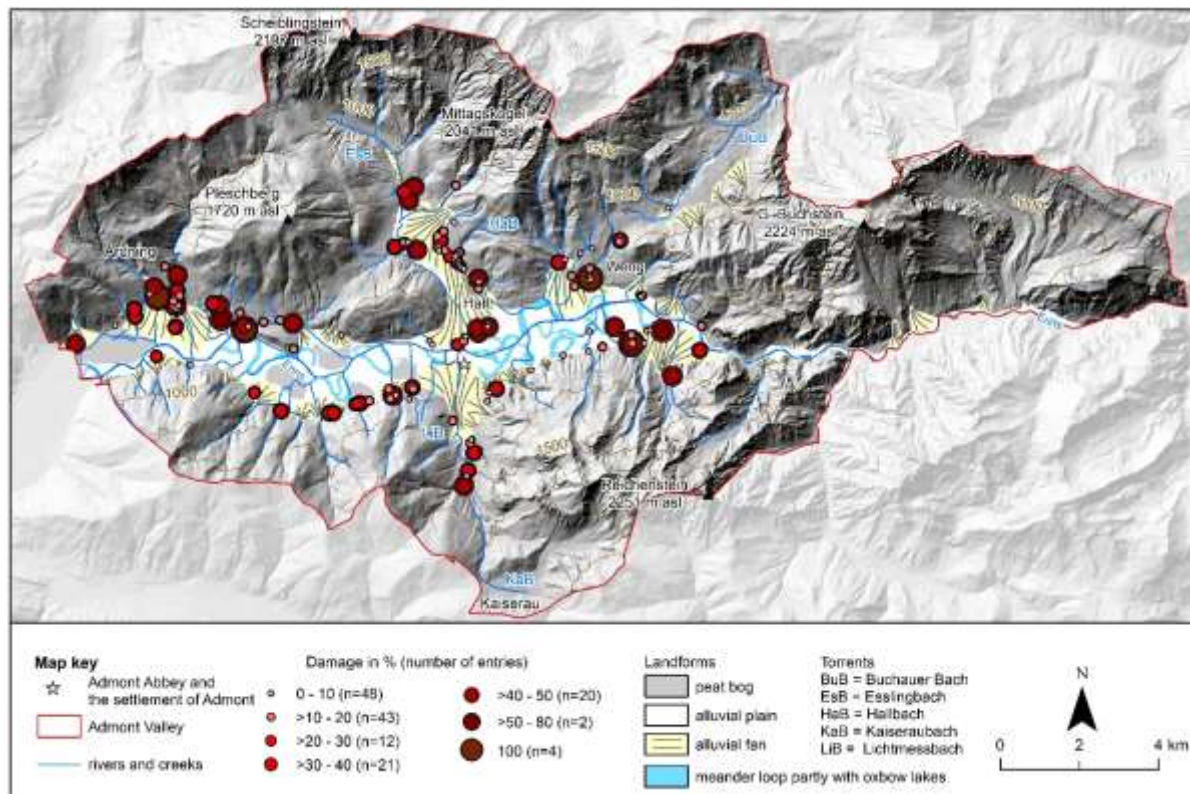 Scheiblingstein
Mittagskogel
2041 m asl
EsB
BuB
Pleschberg
1720 m asl
HaB
G. Buchstein
2224 m asl
Ardning
Weng
Hall
Enns
1000
1500
LiB
Reichenstein
2251 m asl
KaB
Kaiserau
Map key
Admont Abbey and
the settlement of Admont
Admont Valley
rivers and creeks
Damage in % (number of entries)
0 - 10 (n=48)
>10 - 20 (n=43)
>20 - 30 (n=12)
>30 - 40 (n=21)
>40 - 50 (n=20)
>50 - 80 (n=2)
100 (n=4)
Landforms
peat bog
alluvial plain
alluvial fan
meander loop partly with oxbow lakes
Torrents
BuB = Buchauer Bach
EsB = Esslingbach
HaB = Hallbach
KaB = Kaiseraubach
LiB = Lichtmessbach
N
0 2 4 km